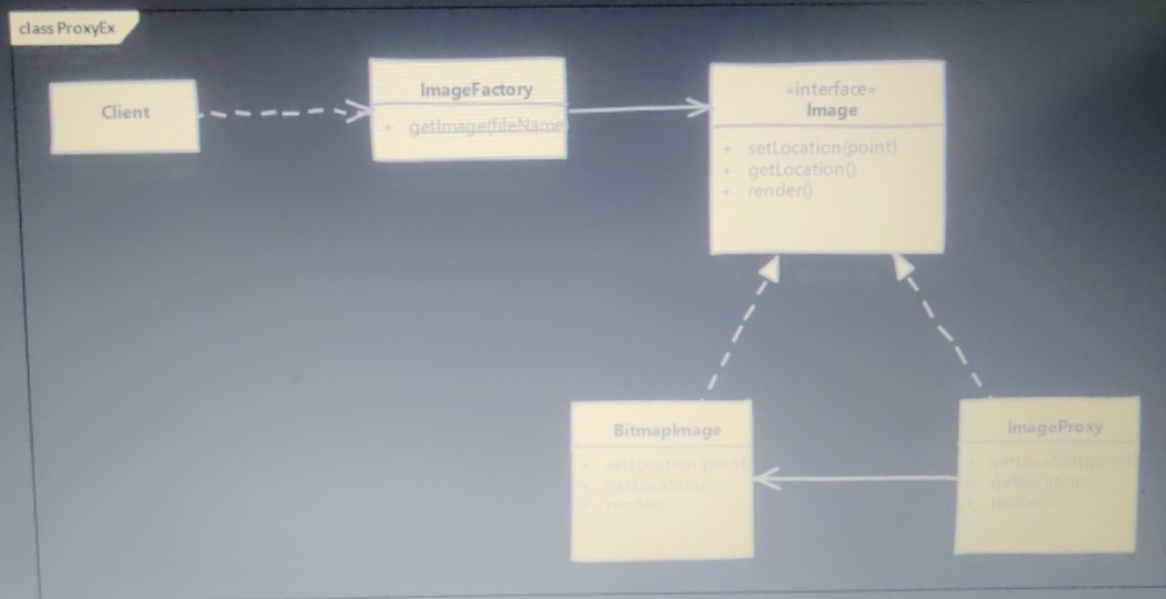 class ProxyEx
Client
ImageFactory
+ getImage(fileName)
«interface»
Image
+ setLocation(point)
+ getLocation()
+ render()
BitmapImage
+ setLocation(point)
+ getLocation()
+ render()
ImageProxy
+ setLocation(point)
+ getLocation()
+ render()